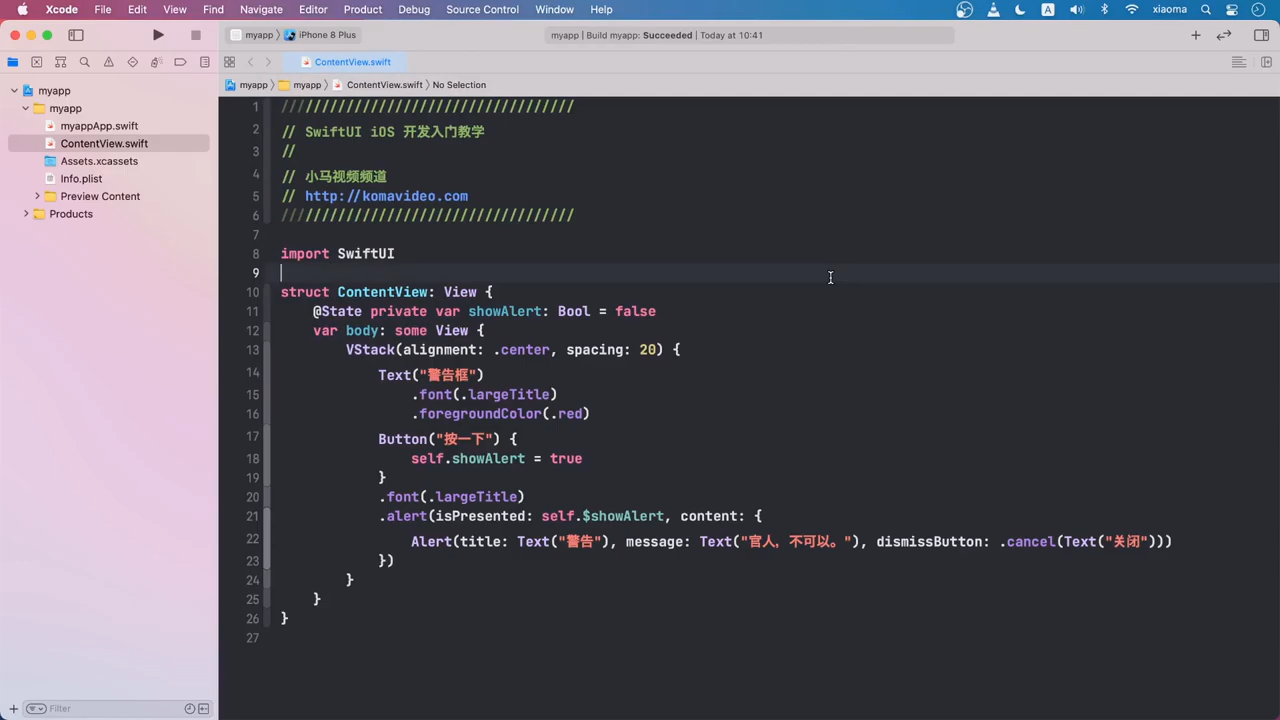 Xcode File Edit View Find Navigate Editor Product Debug Source Control Window Help A xiaoma
myapp iPhone 8 Plus myapp | Build myapp: Succeeded | Today at 10:41
ContentView.swift
myapp myapp ContentView.swift No Selection
myapp
myapp
myappApp.swift
ContentView.swift
Assets.xcassets
Info.plist
Preview Content
Products
Filter
1 ////////////////////////////////////
2 // SwiftUI iOS 开发入门教学
3 //
4 // 小马视频频道
5 // http://komavideo.com
6 ////////////////////////////////////
7
8 import SwiftUI
9
10 struct ContentView: View {
11 @State private var showAlert: Bool = false
12 var body: some View {
13 VStack(alignment: .center, spacing: 20) {
14 Text("警告框")
15 .font(.largeTitle)
16 .foregroundColor(.red)
17 Button("按一下") {
18 self.showAlert = true
19 }
20 .font(.largeTitle)
21 .alert(isPresented: self.$showAlert, content: {
22 Alert(title: Text("警告"), message: Text("官人，不可以。"), dismissButton: .cancel(Text("关闭")))
23 })
24 }
25 }
26 }
27